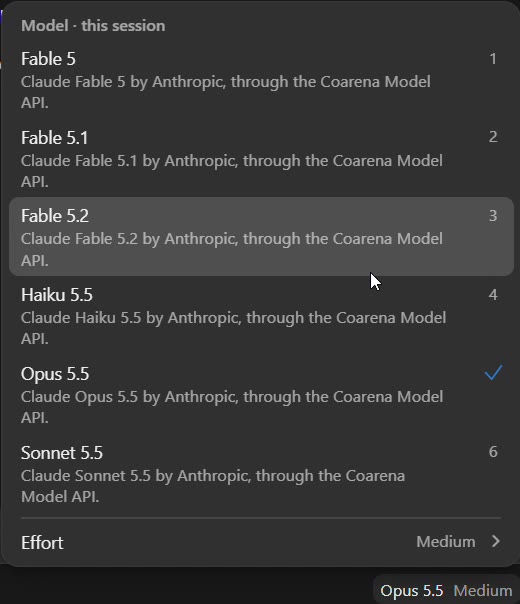 Model · this session
Fable 5 1
Claude Fable 5 by Anthropic, through the Coarena Model
API.
Fable 5.1 2
Claude Fable 5.1 by Anthropic, through the Coarena Model
API.
Fable 5.2 3
Claude Fable 5.2 by Anthropic, through the Coarena Model
API.
Haiku 5.5 4
Claude Haiku 5.5 by Anthropic, through the Coarena Model
API.
Opus 5.5
Claude Opus 5.5 by Anthropic, through the Coarena Model
API.
Sonnet 5.5 6
Claude Sonnet 5.5 by Anthropic, through the Coarena
Model API.
Effort Medium
Opus 5.5 Medium